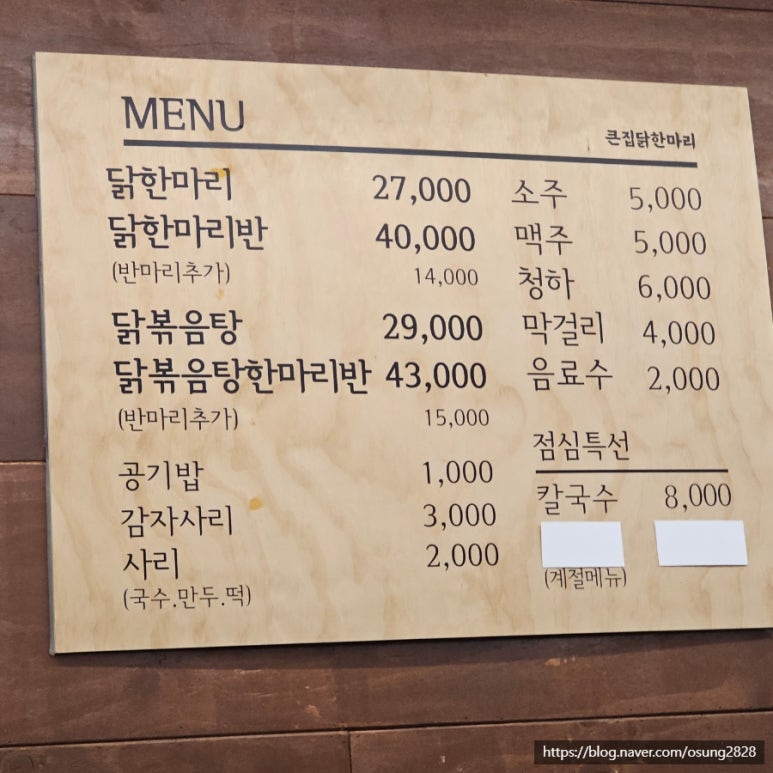 MENU
큰집닭한마리
닭한마리 27,000
닭한마리반 40,000
(반마리추가) 14,000
닭볶음탕 29,000
닭볶음탕한마리반 43,000
(반마리추가) 15,000
공기밥 1,000
감자사리 3,000
사리 2,000
(국수.만두.떡)
소주 5,000
맥주 5,000
청하 6,000
막걸리 4,000
음료수 2,000
점심특선
칼국수 8,000
(계절메뉴)
https://blog.naver.com/osung2828